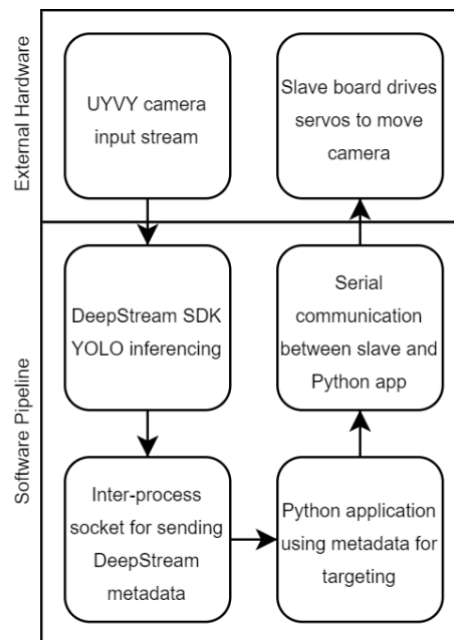 External Hardware
UYVY camera
input stream
Slave board drives
servos to move
camera
Software Pipeline
DeepStream SDK
YOLO inferencing
Serial
communication
between slave and
Python app
Inter-process
socket for sending
DeepStream
metadata
Python application
using metadata for
targeting